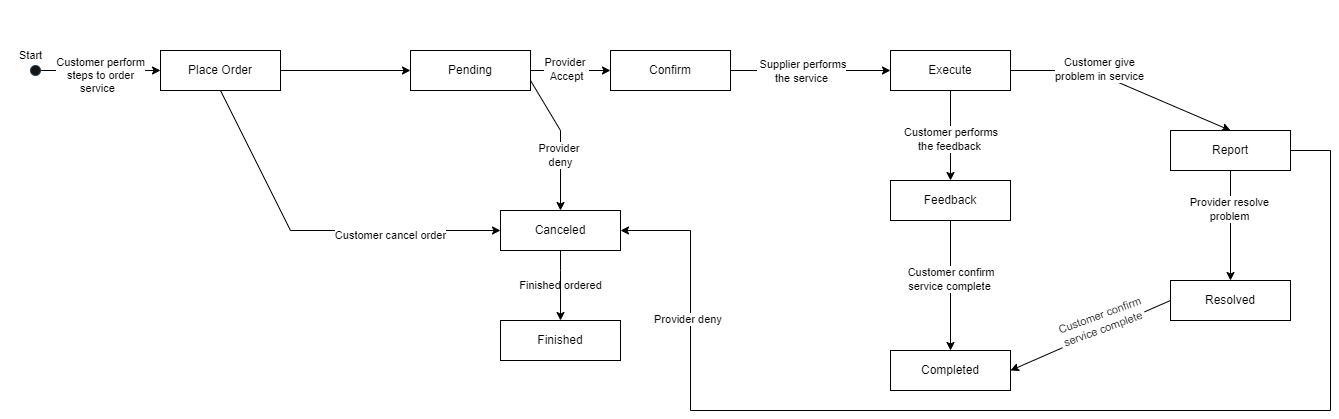 Start
Customer perform
steps to order
service
Place Order
Pending
Provider
Accept
Confirm
Supplier performs
the service
Execute
Customer give
problem in service
Customer performs
the feedback
Report
Provider
deny
Feedback
Provider resolve
problem
Customer cancel order
Canceled
Customer confirm
service complete
Finished ordered
Resolved
Provider deny
Customer confirm
service complete
Finished
Completed